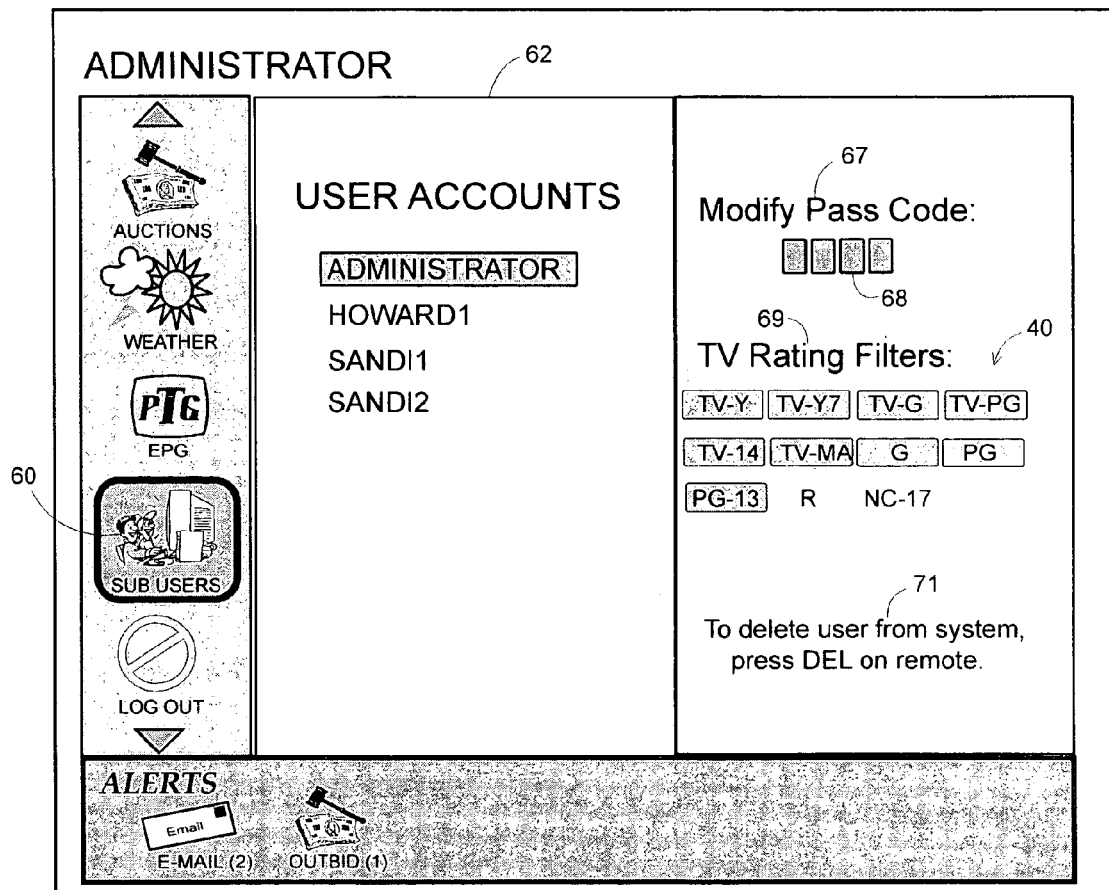 ADMINISTRATOR
62
AUCTIONS
WEATHER
PTG
EPG
60
SUB USERS
LOG OUT
USER ACCOUNTS
ADMINISTRATOR
HOWARD1
SANDI1
SANDI2
67
Modify Pass Code:
68
69
40
TV Rating Filters:
TV-Y TV-Y7 TV-G TV-PG
TV-14 TV-MA G PG
PG-13 R NC-17
71
To delete user from system,
press DEL on remote.
ALERTS
Email
E-MAIL (2) OUTBID (1)